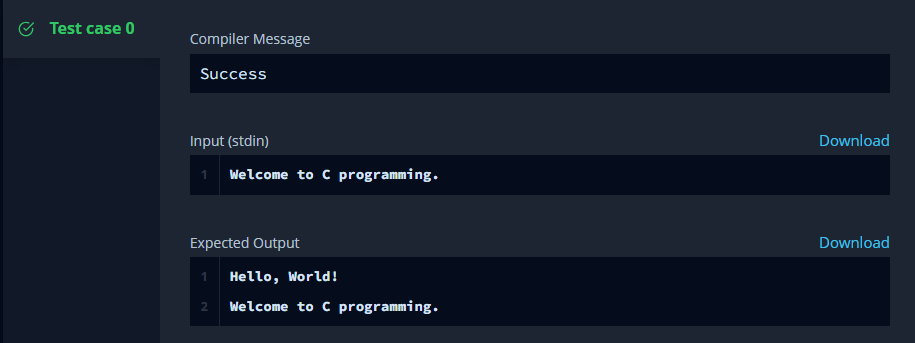 Test case 0
Compiler Message
Success
Input (stdin)
Download
1 Welcome to C programming.
Expected Output
Download
1 Hello, World!
2 Welcome to C programming.